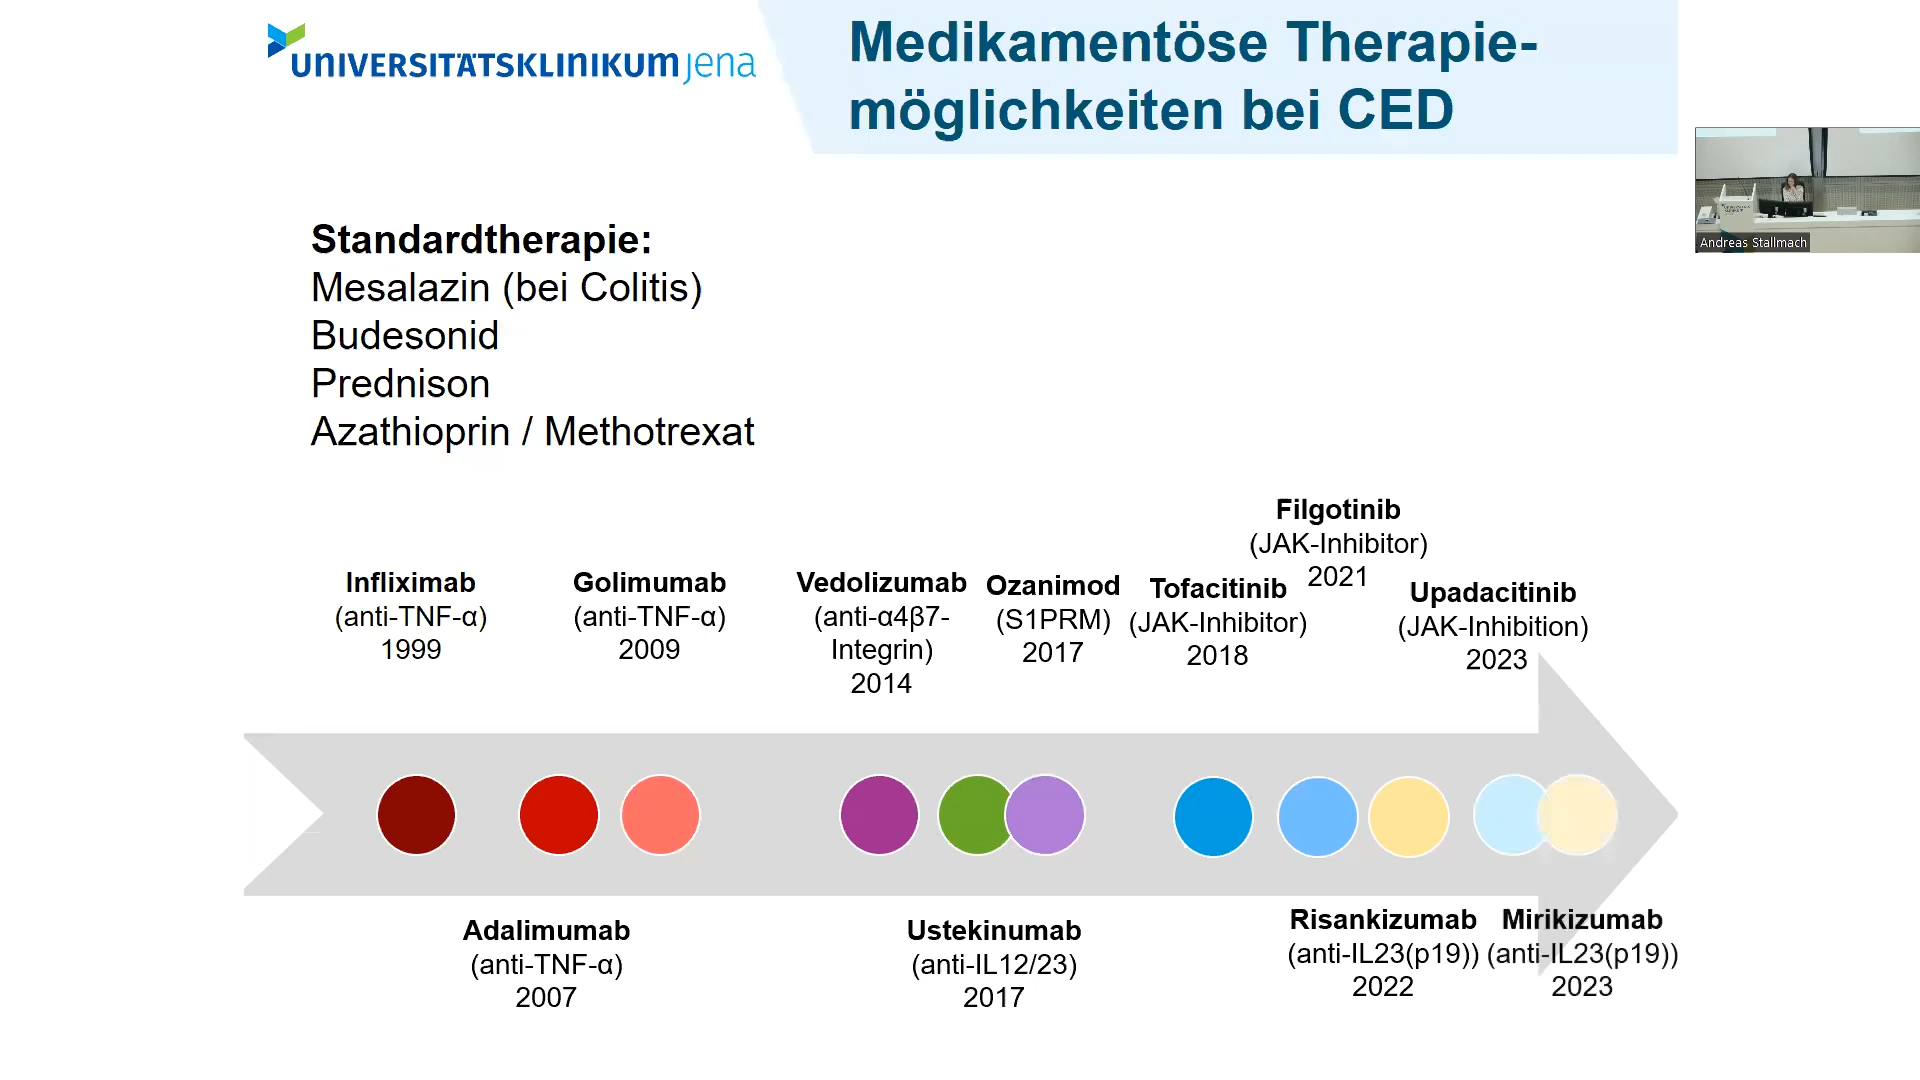 UNIVERSITÄTSKLINIKUM jena
Medikamentöse Therapie-
möglichkeiten bei CED
Andreas Stallmach
Standardtherapie:
Mesalazin (bei Colitis)
Budesonid
Prednison
Azathioprin / Methotrexat
Infliximab
(anti-TNF-α)
1999
Golimumab
(anti-TNF-α)
2009
Vedolizumab
(anti-α4β7-
Integrin)
2014
Ozanimod
(S1PRM)
2017
Tofacitinib
(JAK-Inhibitor)
2018
Filgotinib
(JAK-Inhibitor)
2021
Upadacitinib
(JAK-Inhibition)
2023
Adalimumab
(anti-TNF-α)
2007
Ustekinumab
(anti-IL12/23)
2017
Risankizumab
(anti-IL23(p19))
2022
Mirikizumab
(anti-IL23(p19))
2023